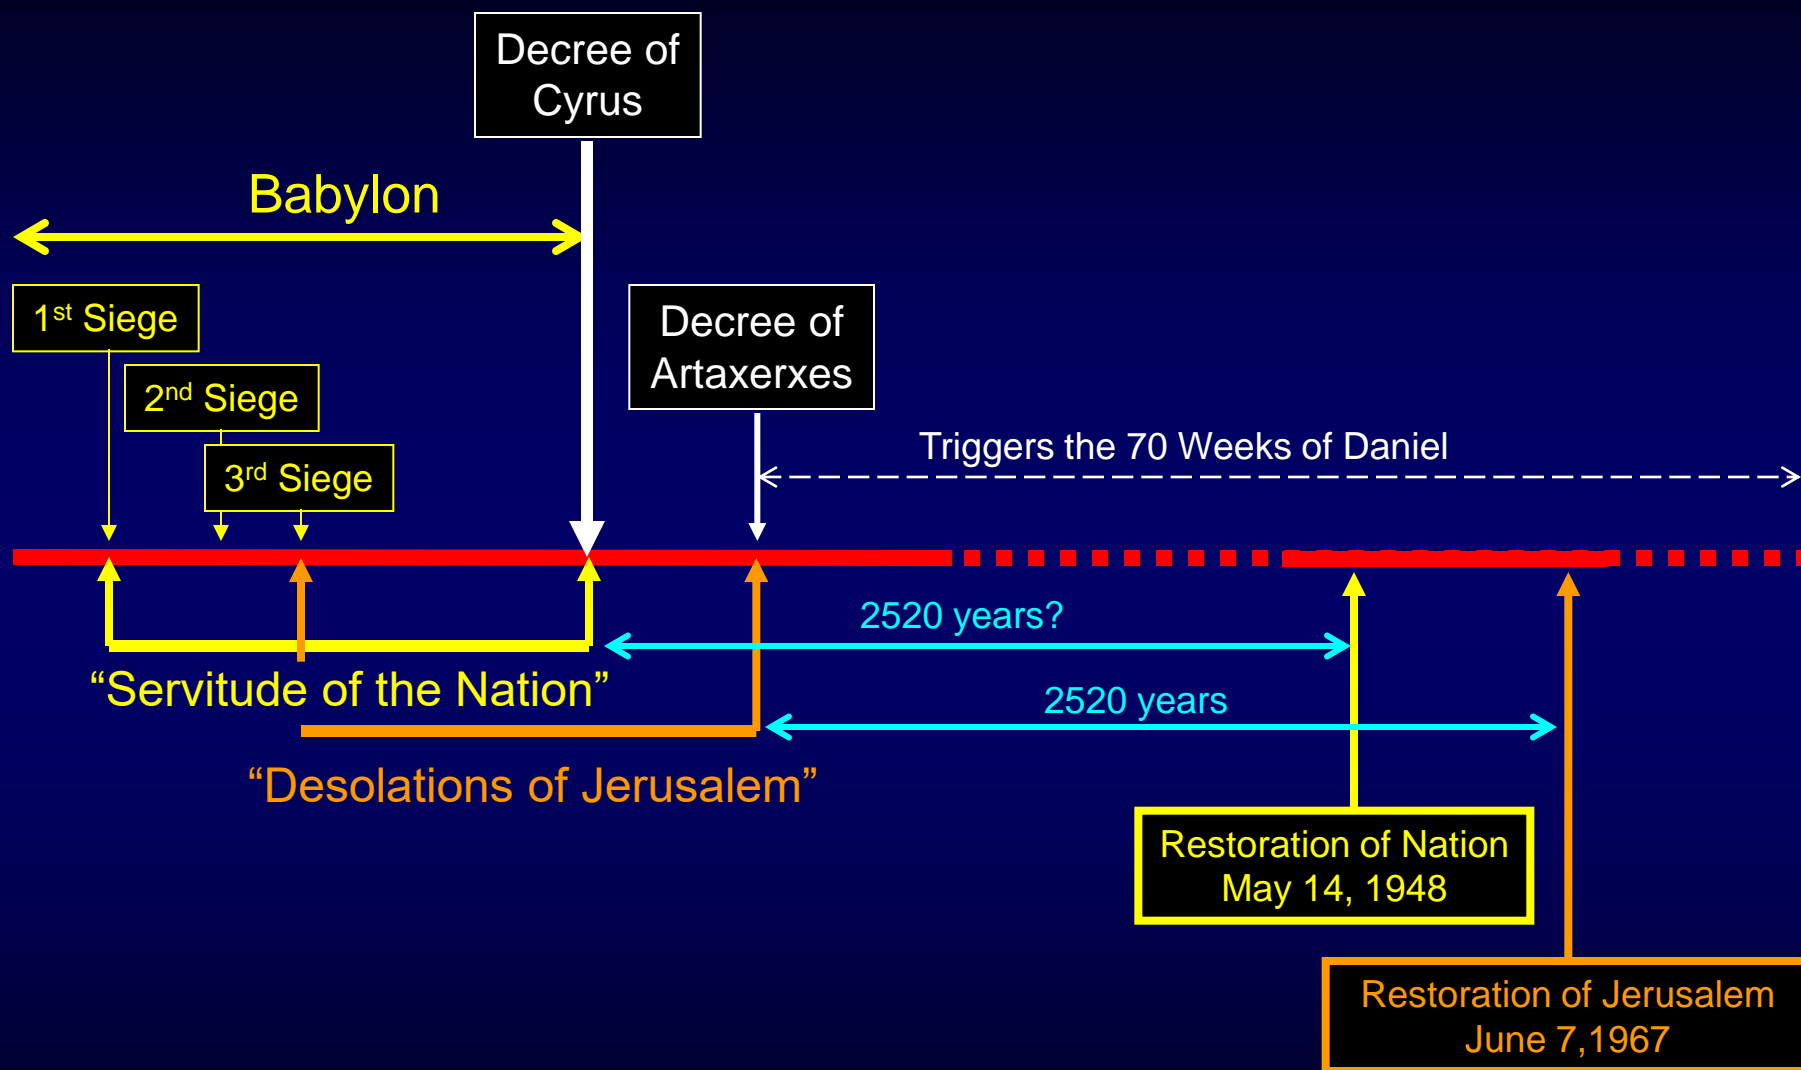 Decree of
Cyrus
Babylon
1st Siege
2nd Siege
3rd Siege
Decree of
Artaxerxes
Triggers the 70 Weeks of Daniel
2520 years?
“Servitude of the Nation”
2520 years
“Desolations of Jerusalem”
Restoration of Nation
May 14, 1948
Restoration of Jerusalem
June 7,1967